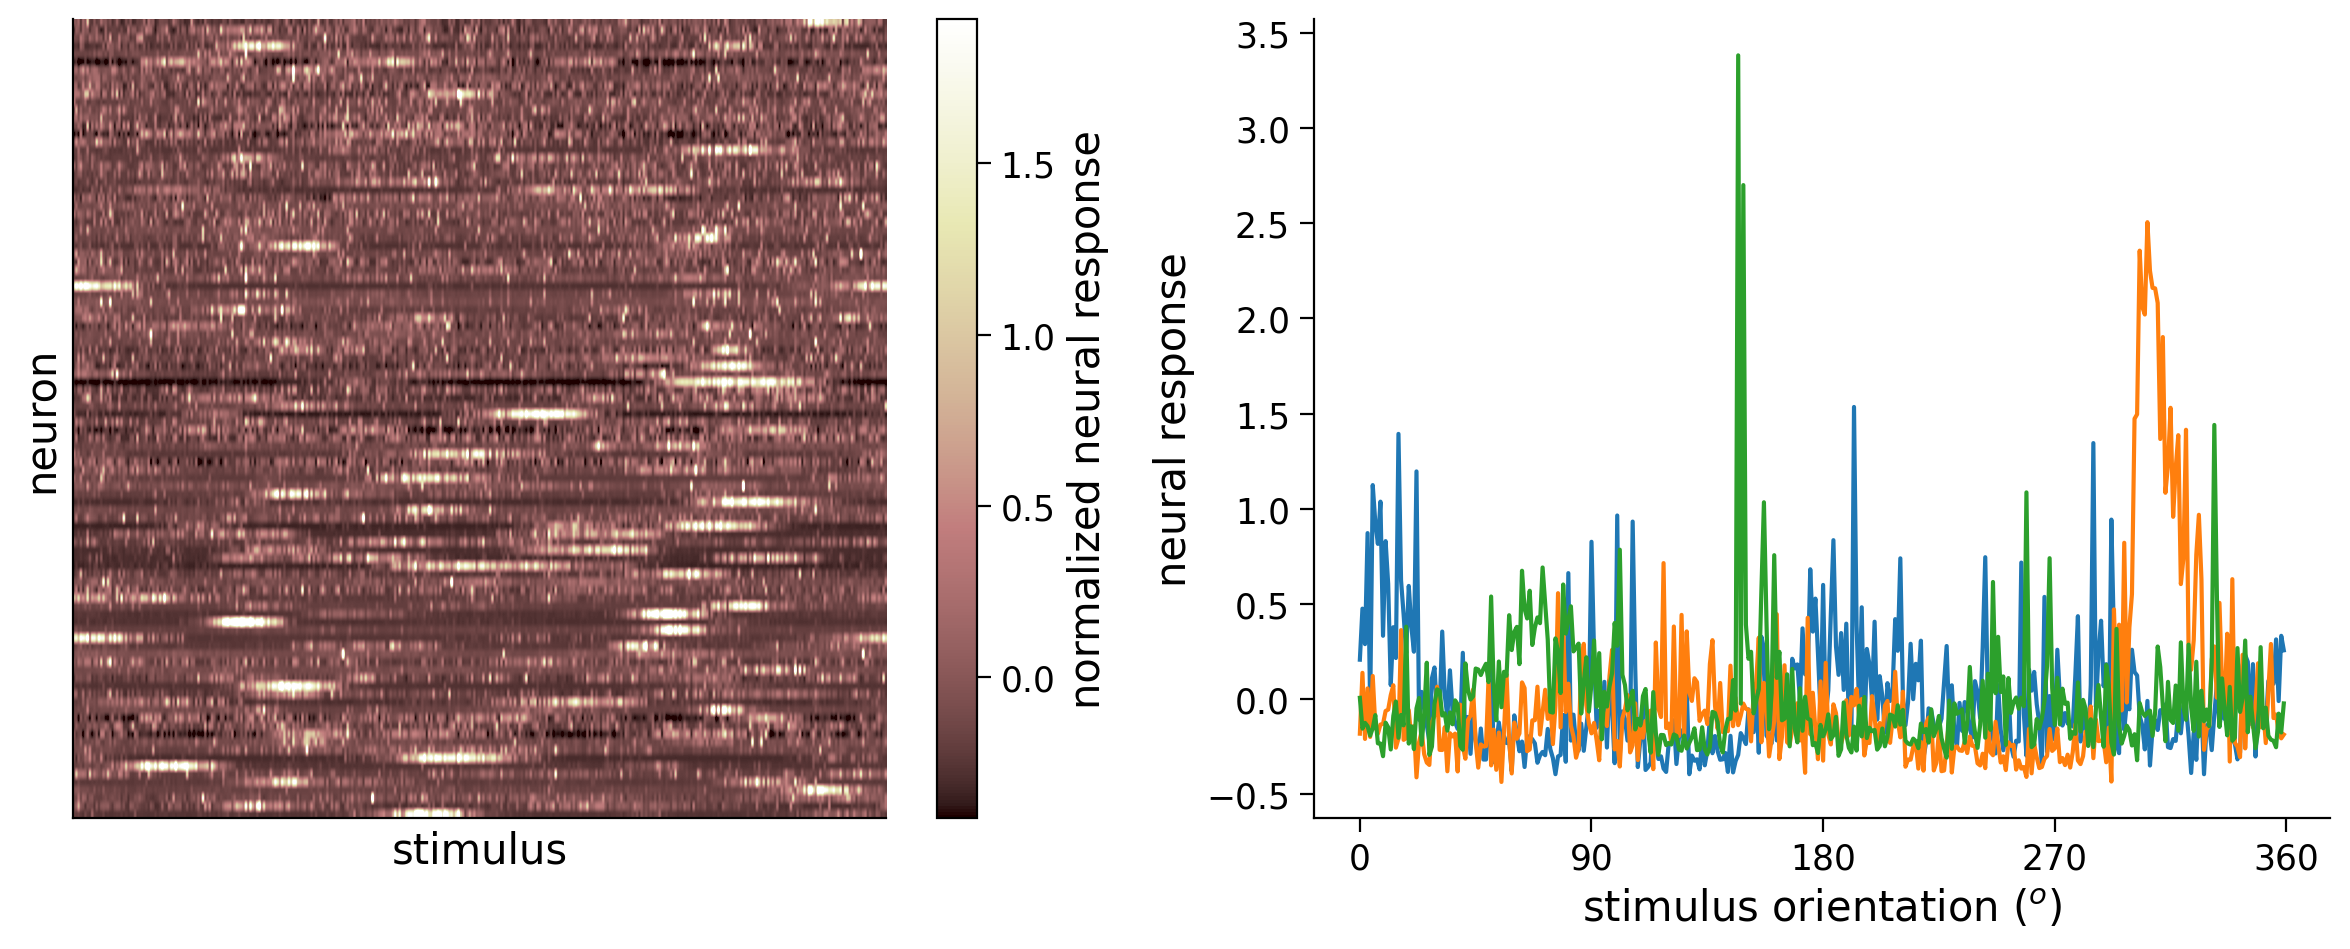 neuron
stimulus
1.5
1.0
0.5
0.0
normalized neural response
3.5
3.0
2.5
2.0
1.5
1.0
0.5
0.0
−0.5
neural response
0 90 180 270 360
stimulus orientation (°)